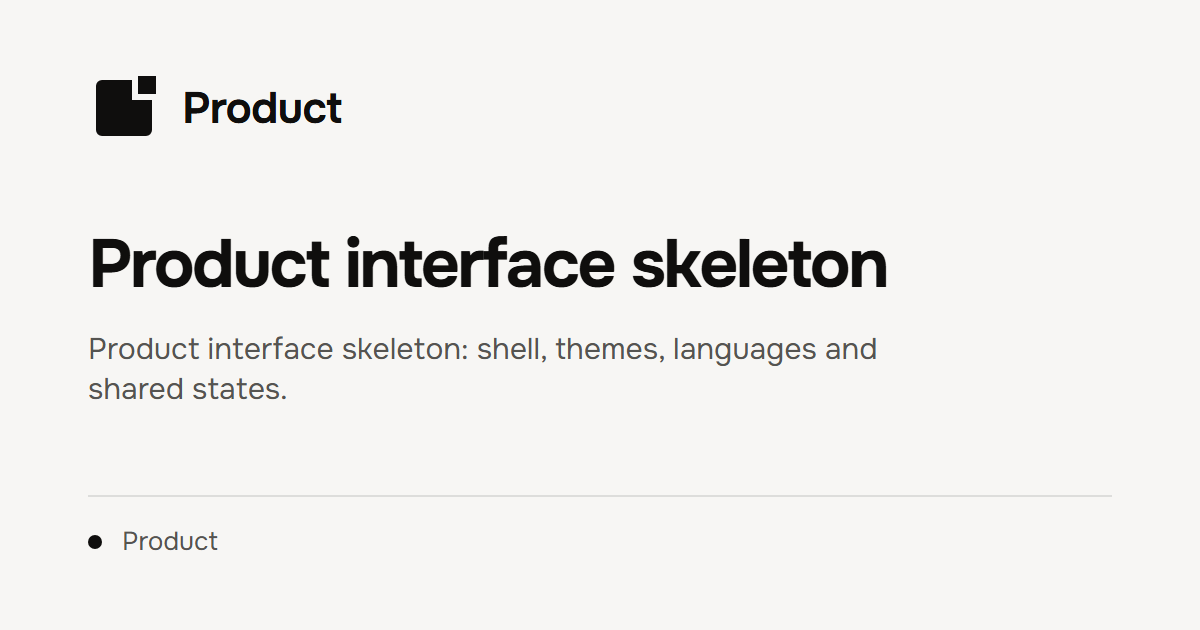 Product
Product interface skeleton
Product interface skeleton: shell, themes, languages and
shared states.
Product